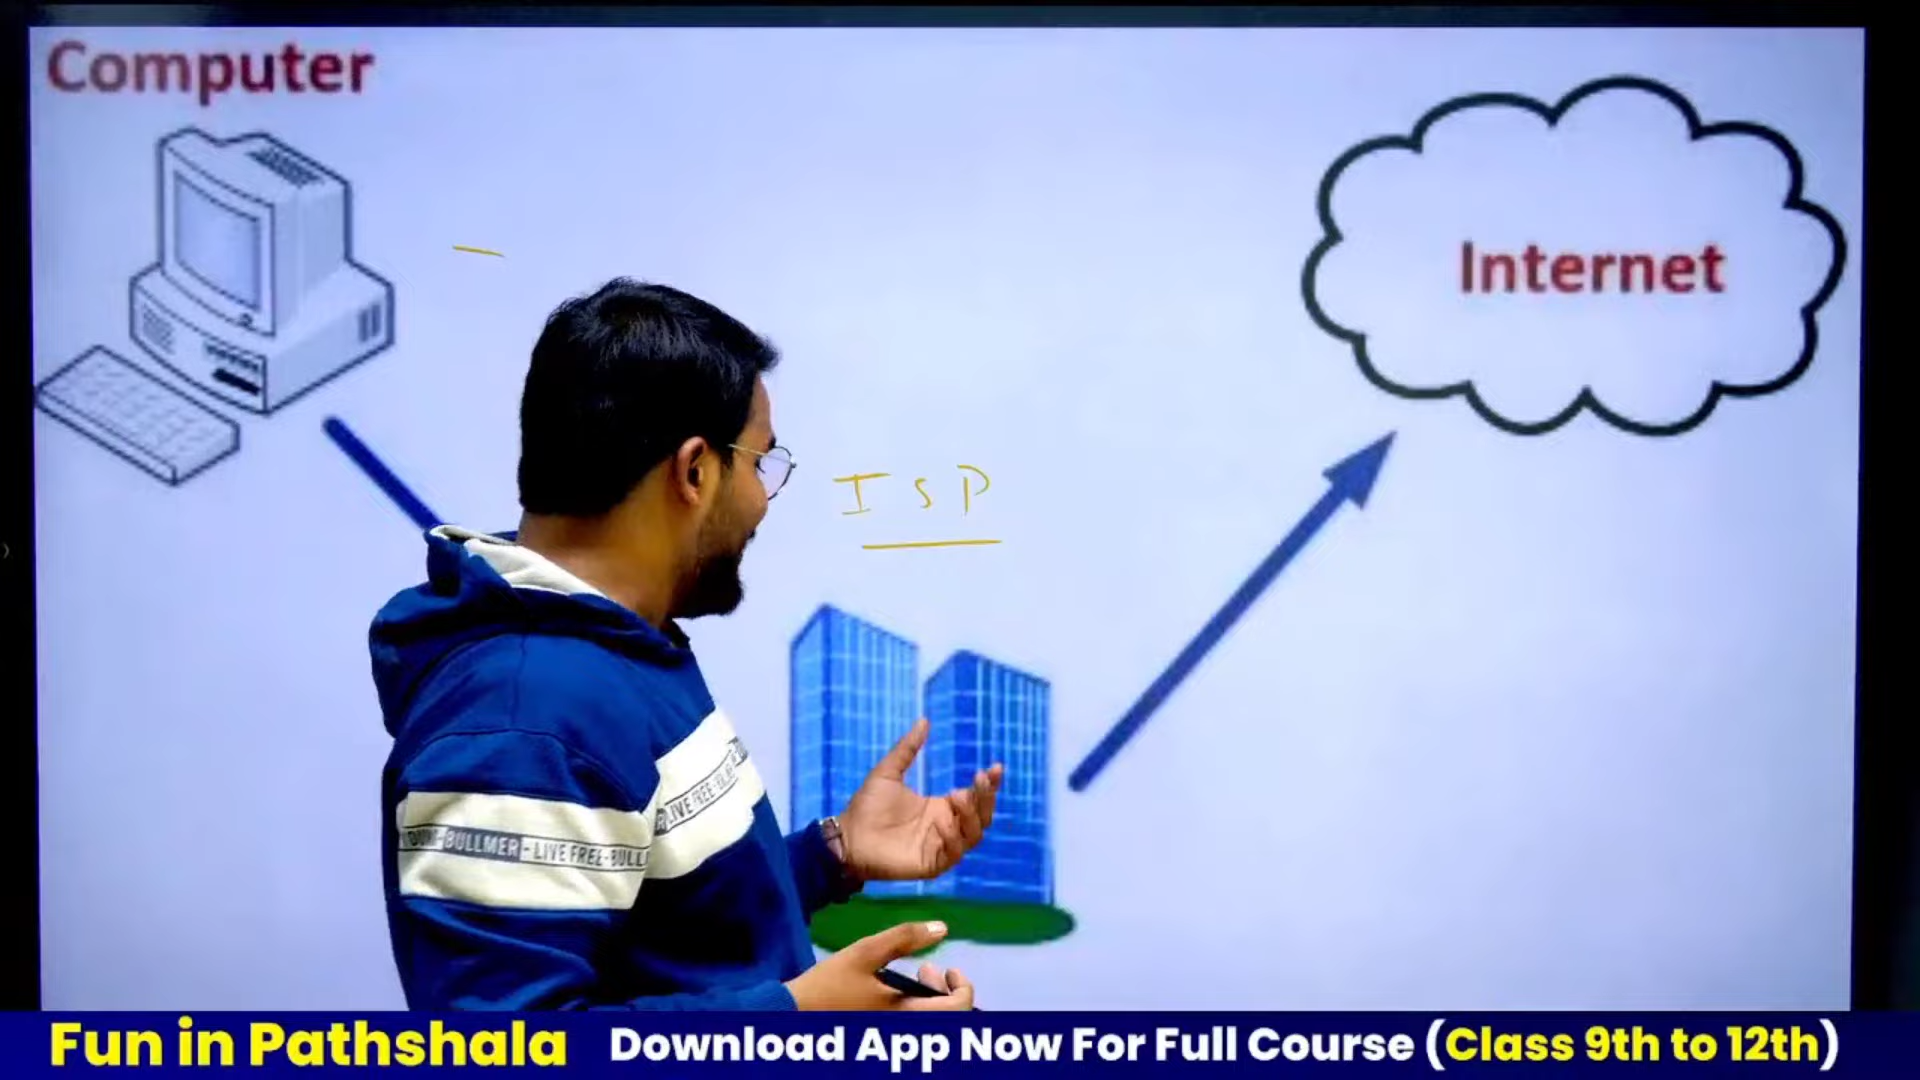 Computer
Internet
I S P
BULLMER - LIVE FREE - BULL
LIVE FREE
Fun in Pathshala
Download App Now For Full Course (Class 9th to 12th)